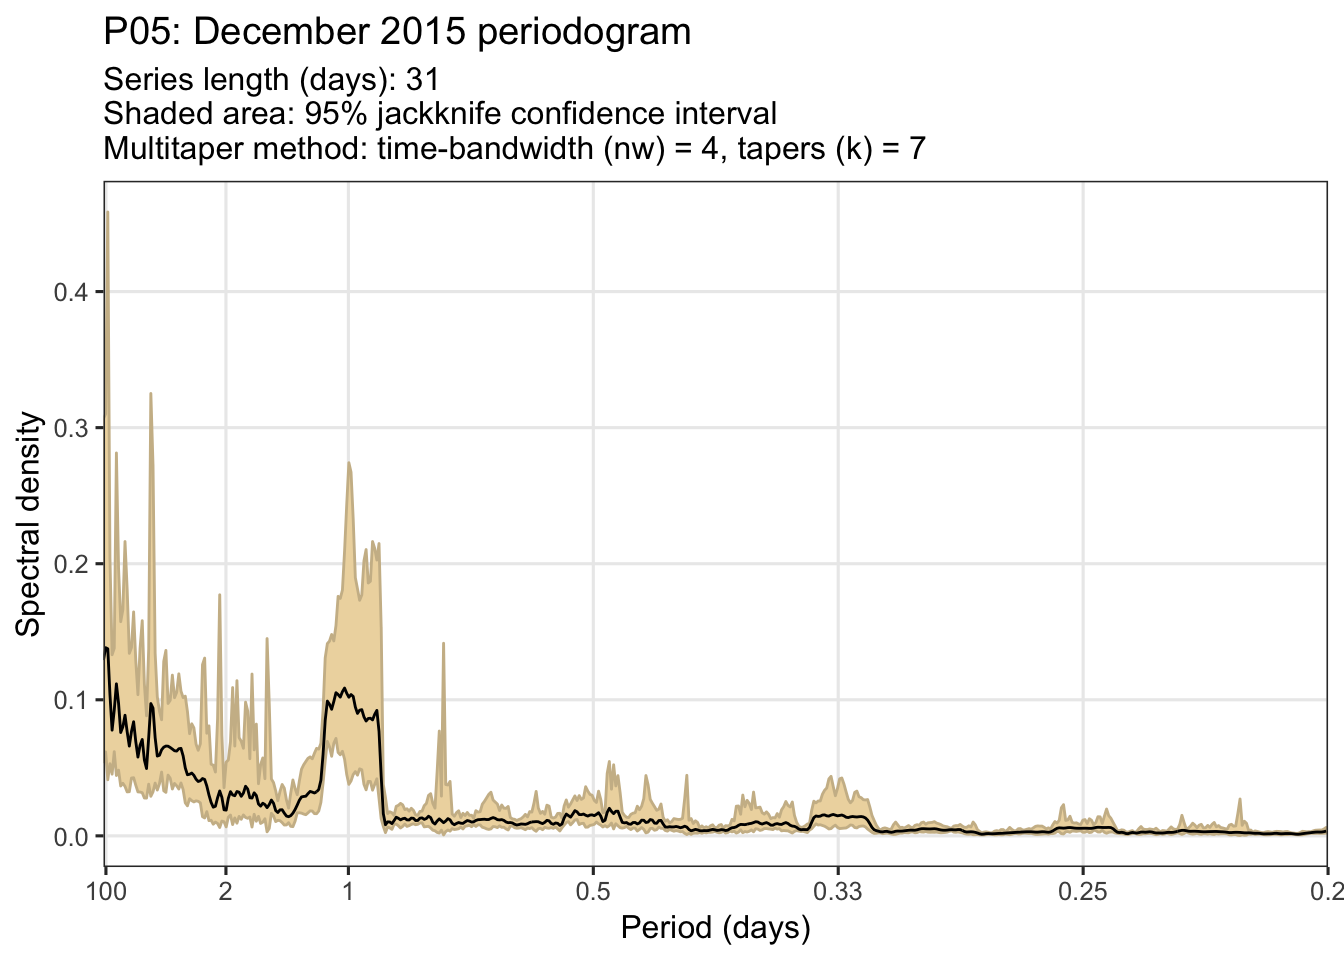 P05: December 2015 periodogram
Series length (days): 31
Shaded area: 95% jackknife confidence interval
Multitaper method: time-bandwidth (nw) = 4, tapers (k) = 7
Spectral density
0.4
0.3
0.2
0.1
0.0
100 2 1 0.5 0.33 0.25 0.2
Period (days)